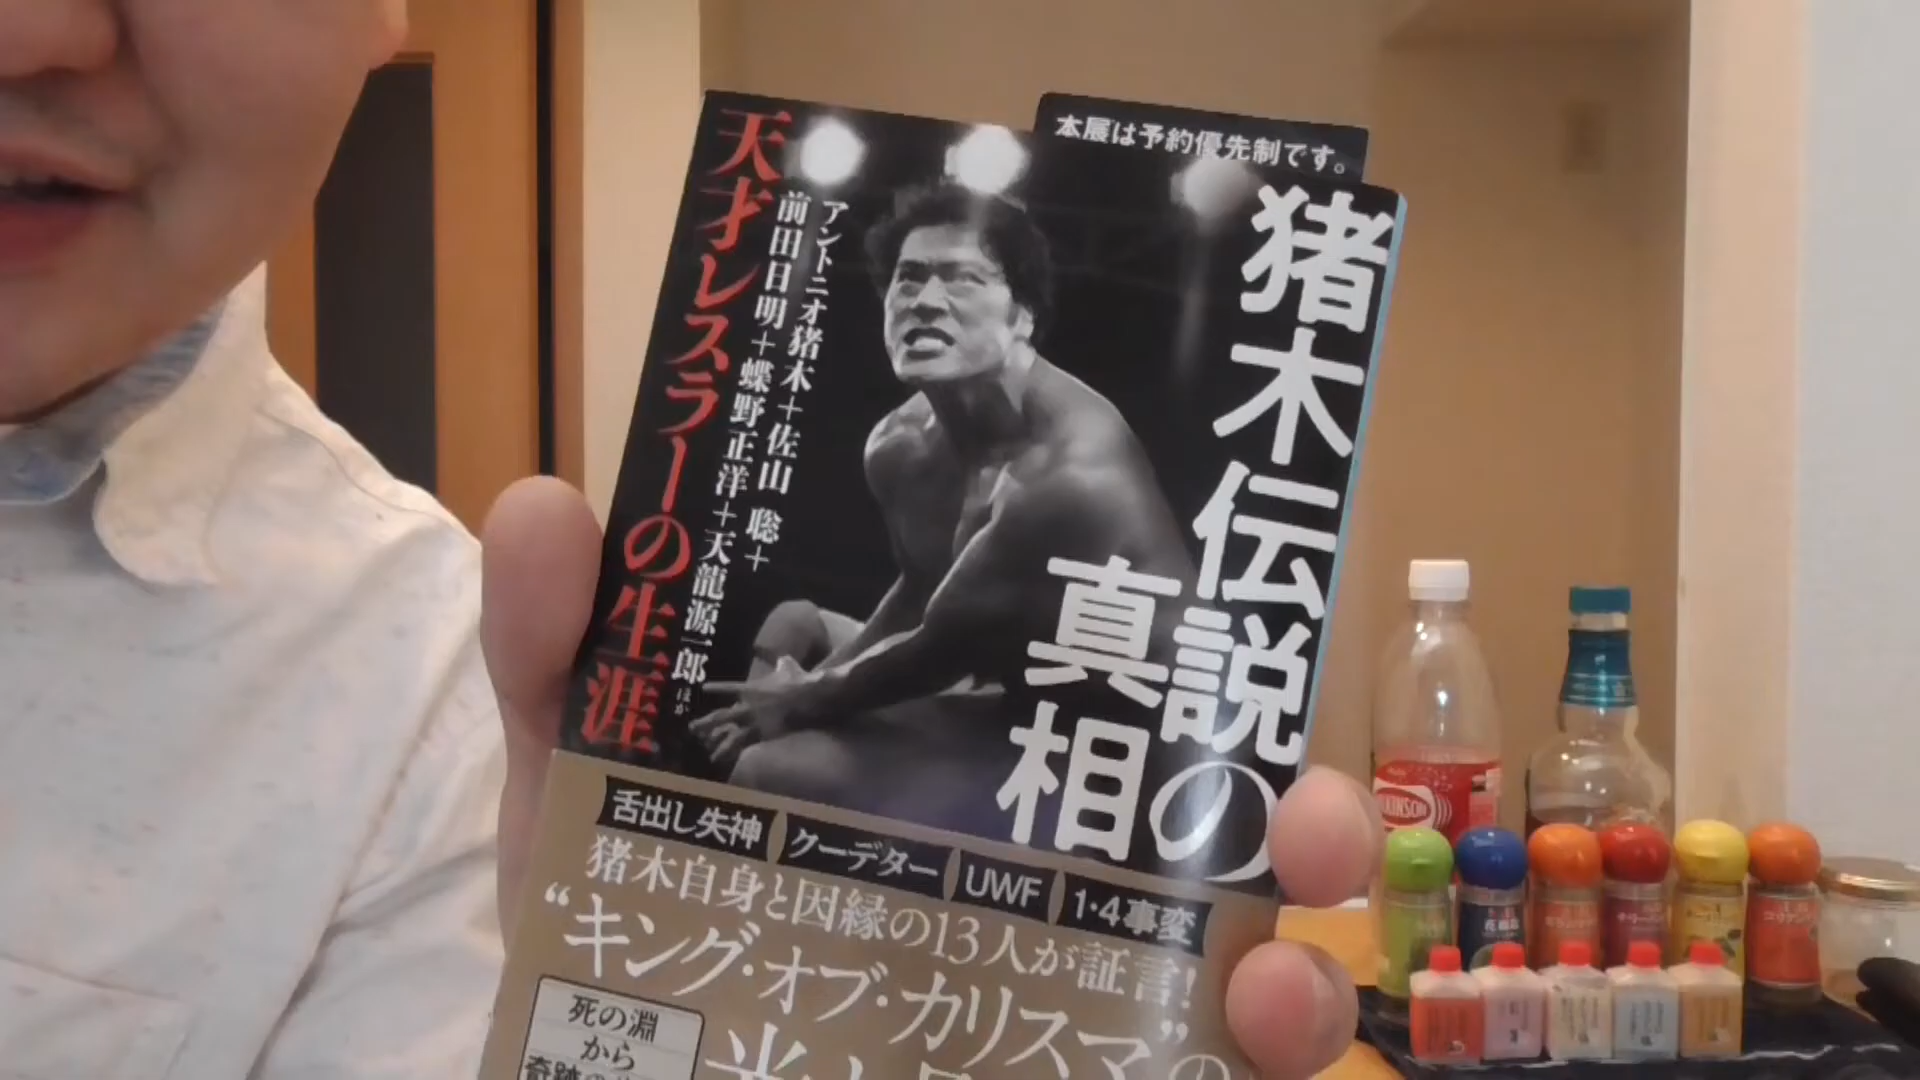 本展は予約優先制です。
猪木伝説の
真相
アントニオ猪木＋佐山 聡＋
前田日明＋蝶野正洋＋天龍源一郎 ほか
天才レスラーの生涯
舌出し失神
クーデター
UWF
1・4事変
猪木自身と因縁の13人が証言!
“キング・オブ・カリスマ”の
死の淵
から